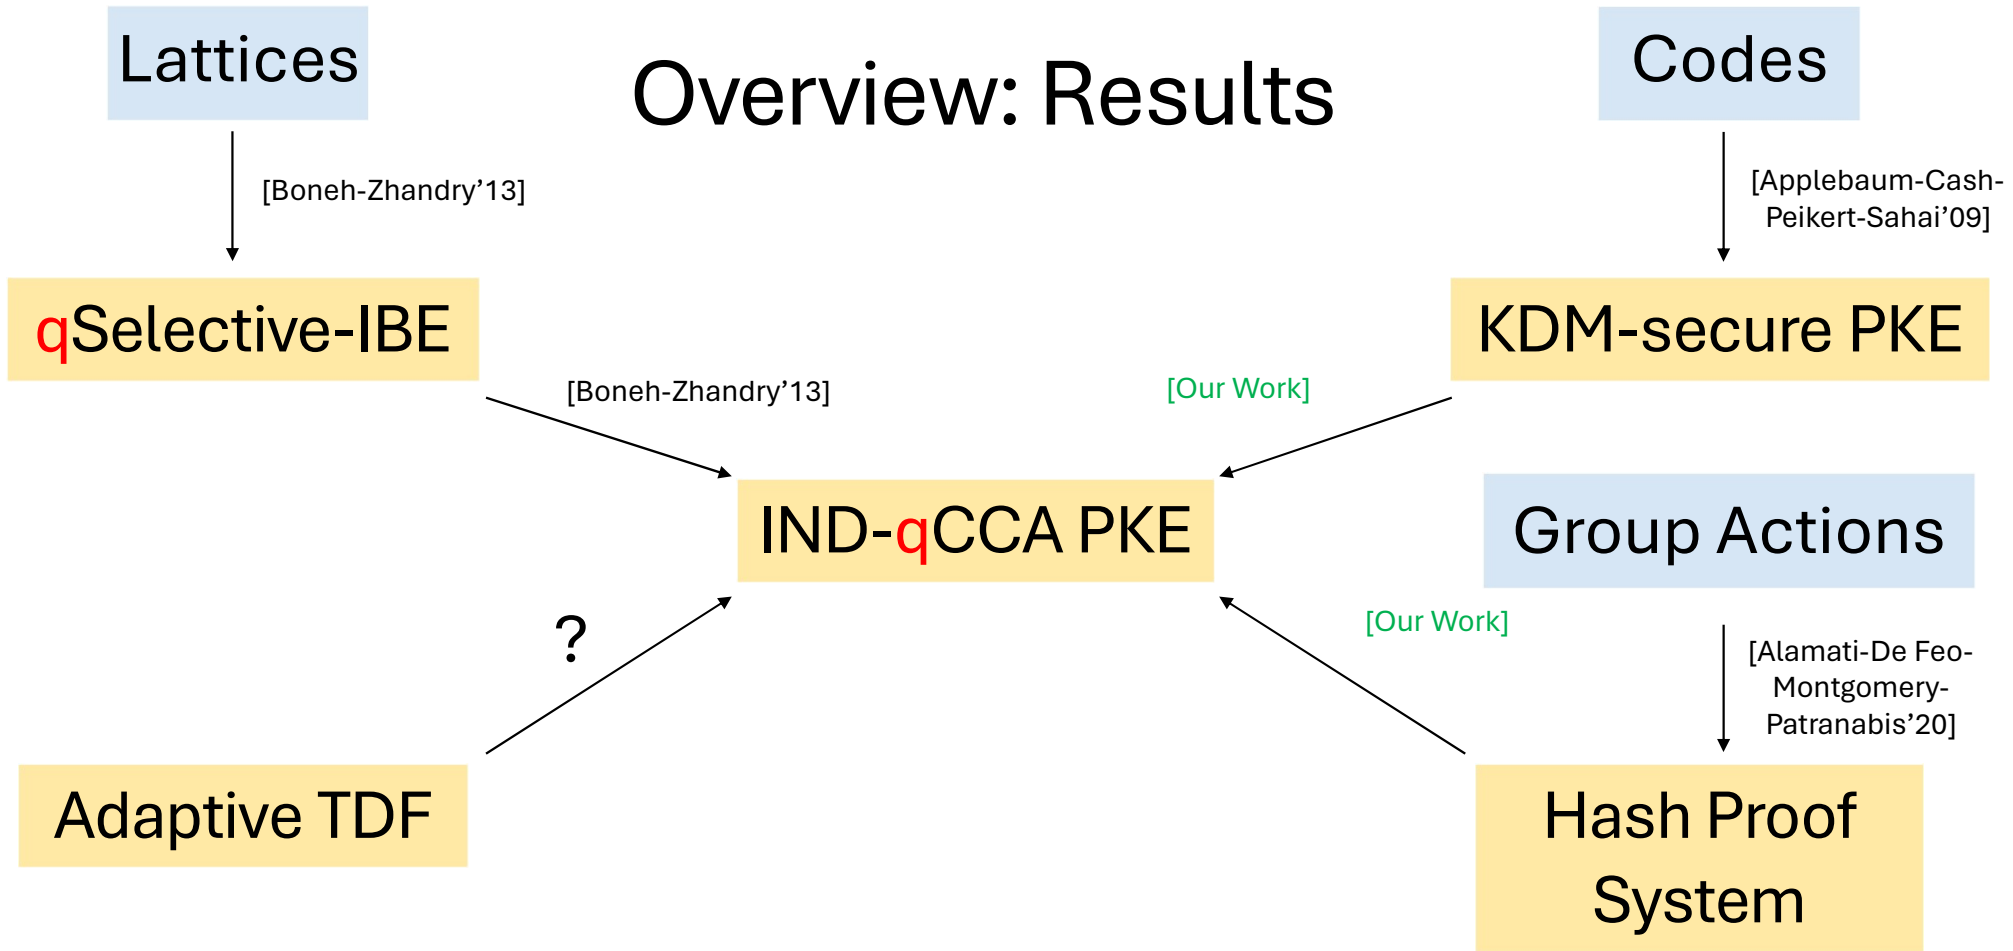 Lattices
Overview: Results
Codes
[Boneh-Zhandry’13]
[Applebaum-Cash-
Peikert-Sahai’09]
qSelective-IBE
KDM-secure PKE
[Boneh-Zhandry’13]
[Our Work]
IND-qCCA PKE
Group Actions
?
[Our Work]
[Alamati-De Feo-
Montgomery-
Patranabis’20]
Adaptive TDF
Hash Proof
System